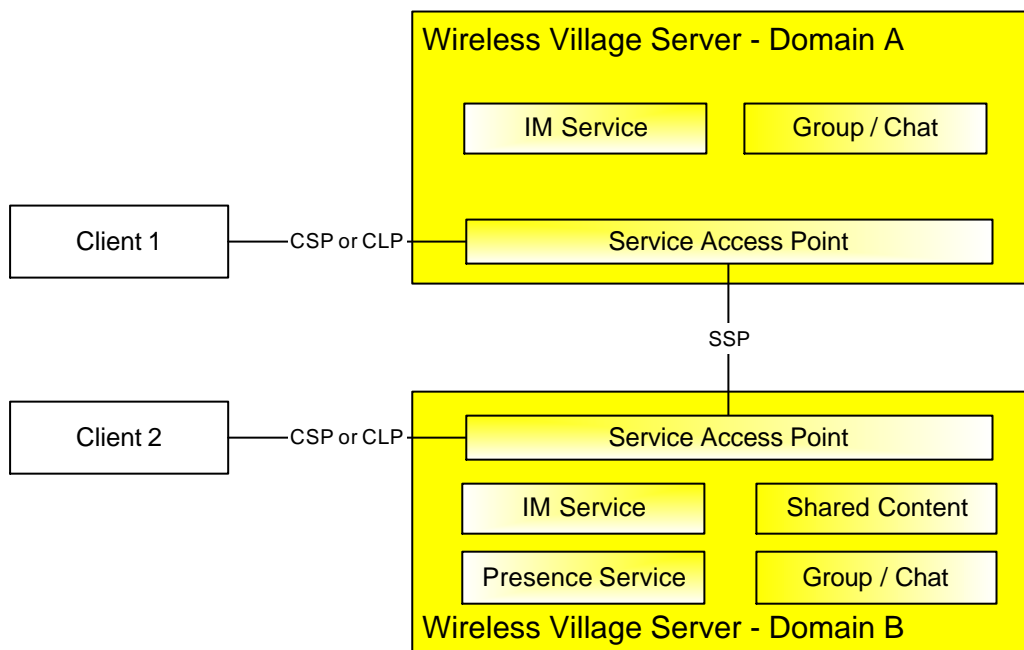 Wireless Village Server - Domain A
IM Service
Group / Chat
Client 1
CSP or CLP
Service Access Point
SSP
Client 2
CSP or CLP
Service Access Point
IM Service
Shared Content
Presence Service
Group / Chat
Wireless Village Server - Domain B